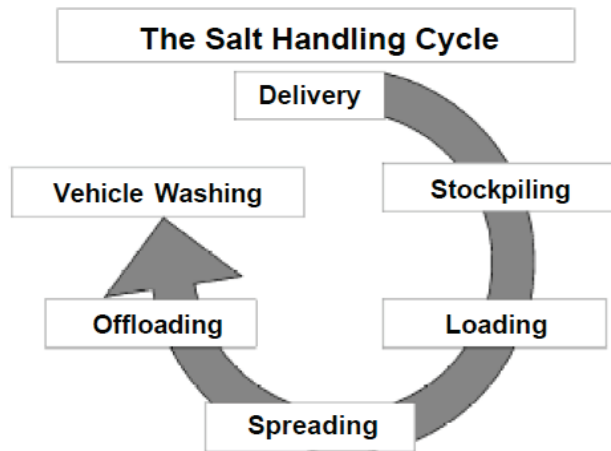 The Salt Handling Cycle
Delivery
Stockpiling
Loading
Spreading
Offloading
Vehicle Washing